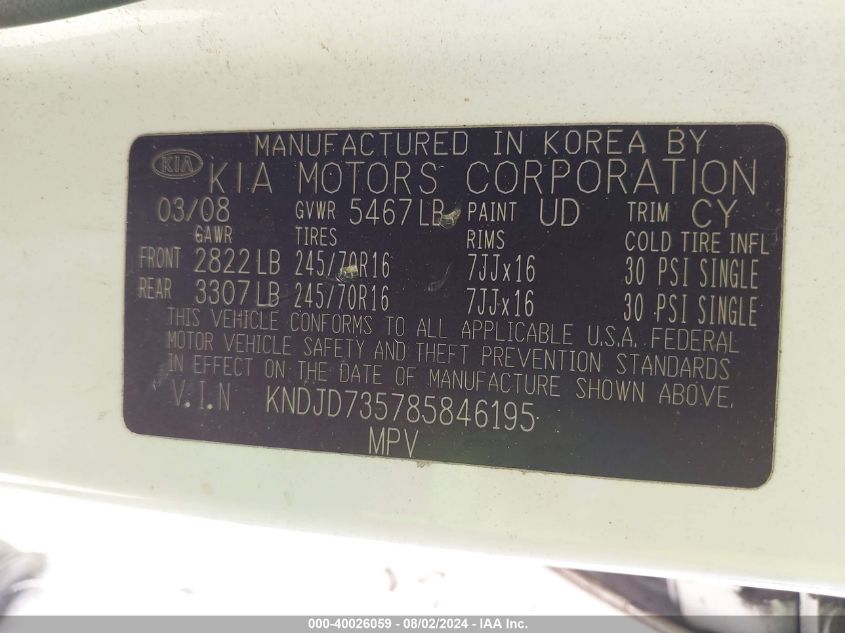 MANUFACTURED IN KOREA BY
KIA KIA MOTORS CORPORATION
03/08 GVWR 5467LB PAINT UD TRIM CY
GAWR TIRES RIMS COLD TIRE INFL
FRONT 2822LB 245/70R16 7JJx16 30 PSI SINGLE
REAR 3307LB 245/70R16 7JJx16 30 PSI SINGLE
THIS VEHICLE CONFORMS TO ALL APPLICABLE U.S.A. FEDERAL
MOTOR VEHICLE SAFETY AND THEFT PREVENTION STANDARDS
IN EFFECT ON THE DATE OF MANUFACTURE SHOWN ABOVE.
V.I.N KNDJD735785846195
MPV
000-40026059 - 08/02/2024 - IAA Inc.